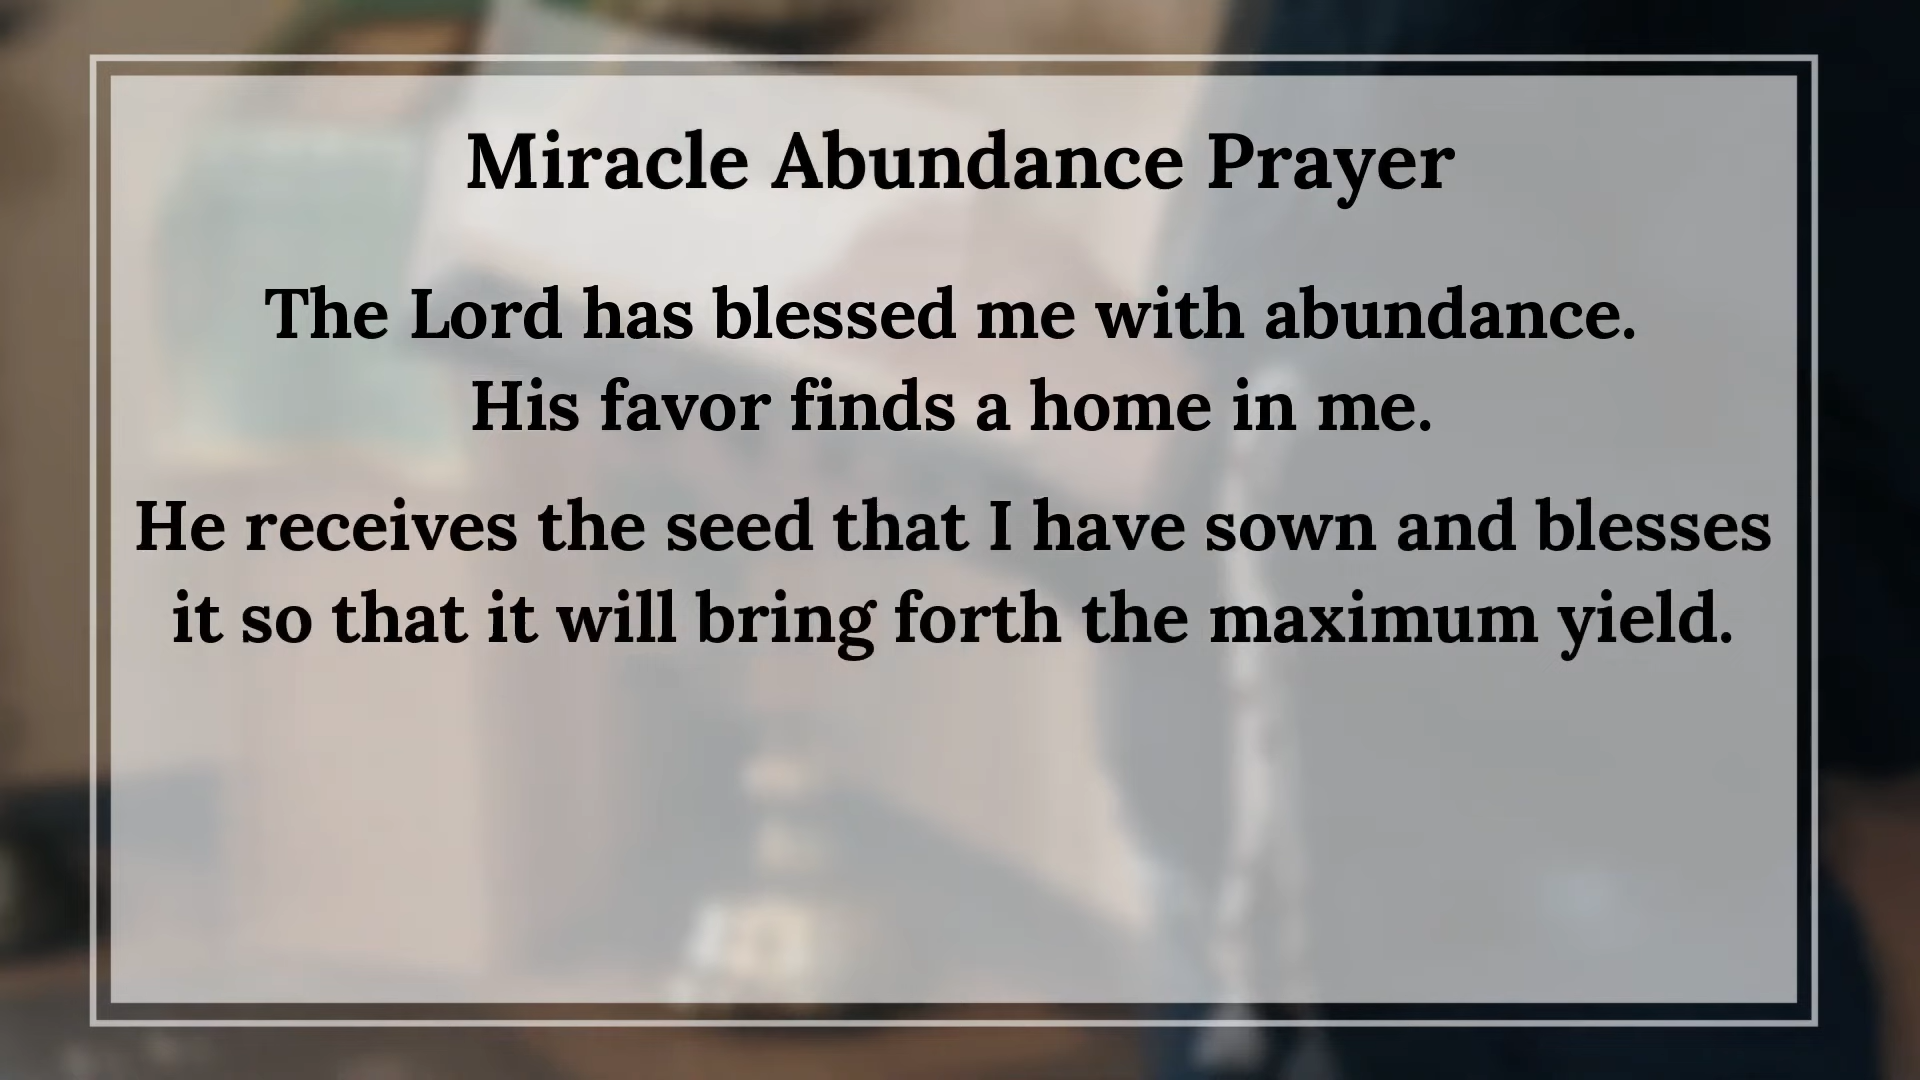 Miracle Abundance Prayer
The Lord has blessed me with abundance.
His favor finds a home in me.
He receives the seed that I have sown and blesses
it so that it will bring forth the maximum yield.